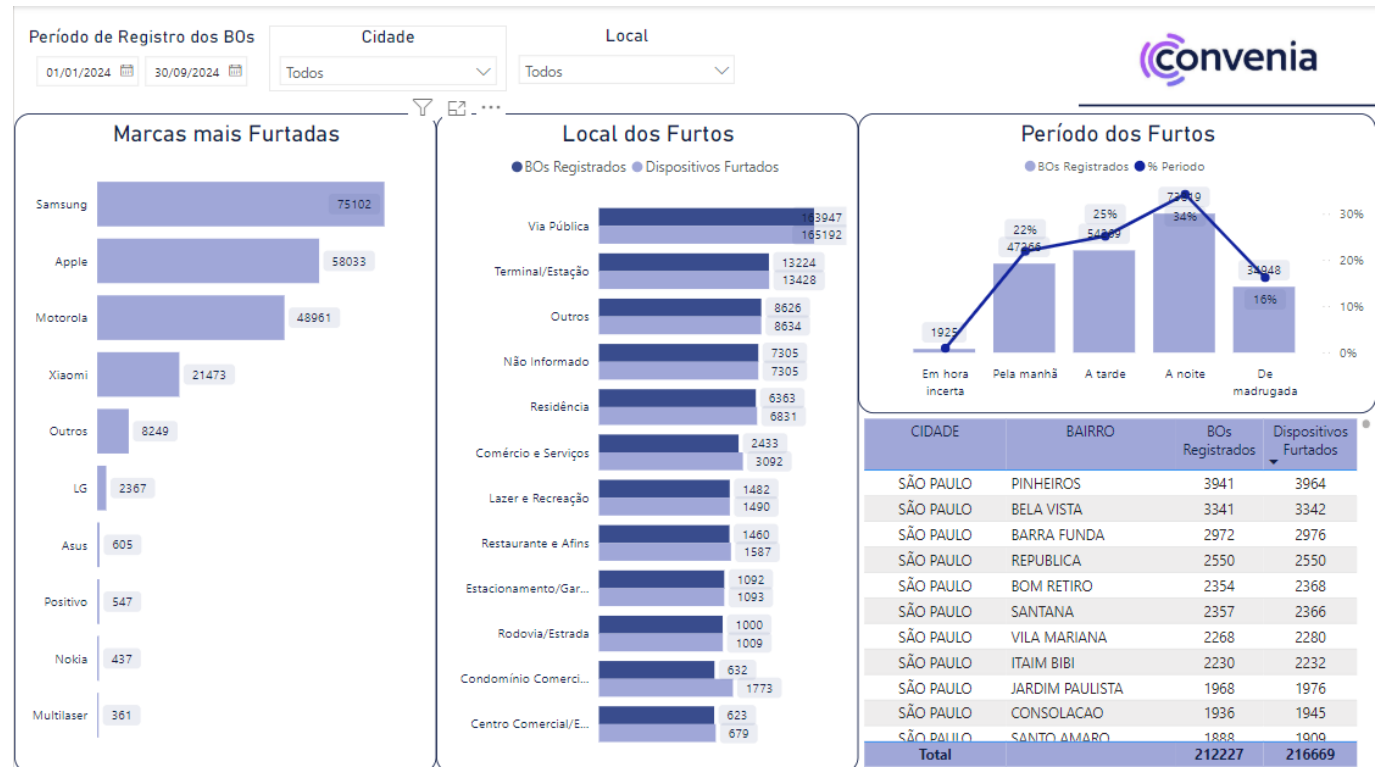 Período de Registro dos BOs
01/01/2024
30/09/2024
Cidade
Todos
Local
Todos
convenia
Marcas mais Furtadas
Samsung 75102
Apple 58033
Motorola 48961
Xiaomi 21473
Outros 8249
LG 2367
Asus 605
Positivo 547
Nokia 437
Multilaser 361
Local dos Furtos
BOs Registrados Dispositivos Furtados
Via Pública 163947
165192
Terminal/Estação 13224
13428
Outros 8626
8634
Não Informado 7305
7305
Residência 6363
6831
Comércio e Serviços 2433
3092
Lazer e Recreação 1482
1490
Restaurante e Afins 1460
1587
Estacionamento/Gar... 1092
1093
Rodovia/Estrada 1000
1009
Condomínio Comerci... 632
1773
Centro Comercial/E... 623
679
Período dos Furtos
BOs Registrados % Periodo
25%
34%
30%
22%
47266
20%
34948
16%
10%
1925
0%
Em hora incerta
Pela manhã
A tarde
A noite
De madrugada
CIDADE BAIRRO BOs Registrados Dispositivos Furtados
SÃO PAULO PINHEIROS 3941 3964
SÃO PAULO BELA VISTA 3341 3342
SÃO PAULO BARRA FUNDA 2972 2976
SÃO PAULO REPUBLICA 2550 2550
SÃO PAULO BOM RETIRO 2354 2368
SÃO PAULO SANTANA 2357 2366
SÃO PAULO VILA MARIANA 2268 2280
SÃO PAULO ITAIM BIBI 2230 2232
SÃO PAULO JARDIM PAULISTA 1968 1976
SÃO PAULO CONSOLACAO 1936 1945
SÃO PAULO SANTO AMARO 1888 1909
Total 212227 216669